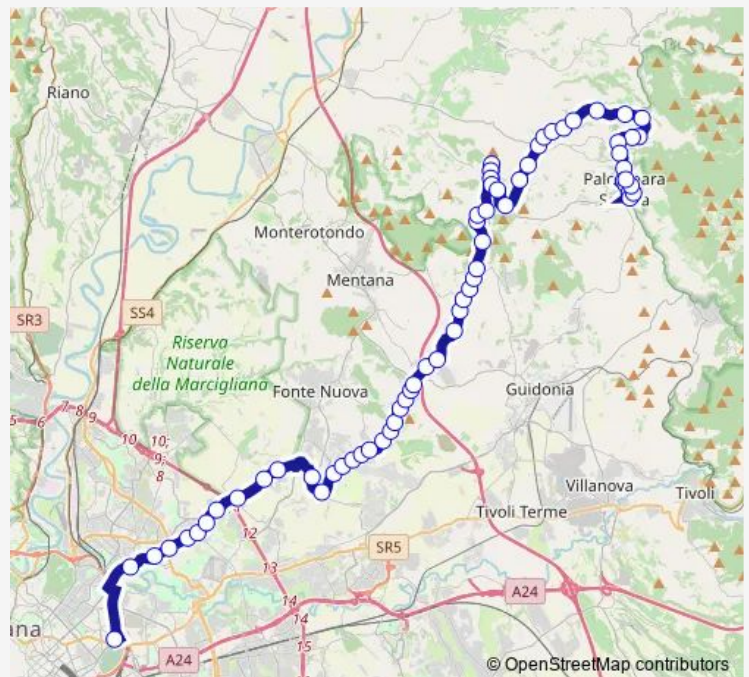 Riano
Palombara
Monterotondo
Mentana
SR3
SS4
Riserva
Naturale
della Marcigliana
Fonte Nuova
Guidonia
5
6
7
8
9
10
10;
9;
8
Villanova
Tivoli
Tivoli Terme
12
SR5
13
14
A24
14
ana
15
A24
© OpenStreetMap contributors